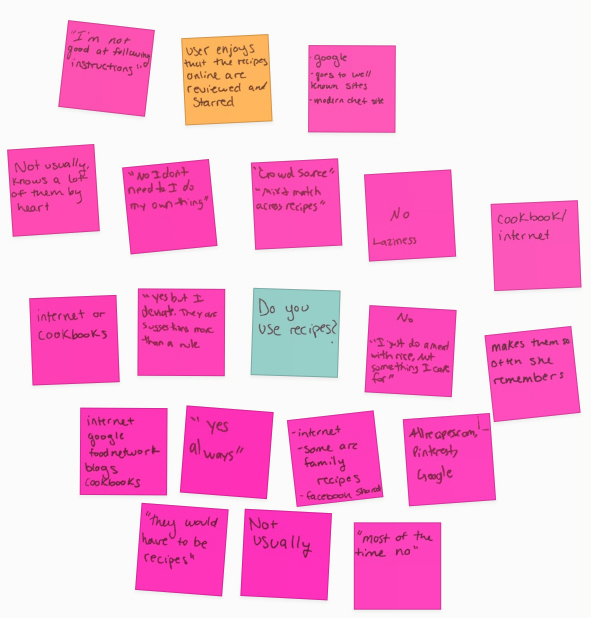 "I'm not
good at following
instructions"
user enjoys
that the recipes
online are
reviewed and
Starred
google
-goes to well
known sites
-modern chef site
Not usually,
knows a lot
of them by
heart
"No I don't
need to I do
my own thing"
"Crowd Source"
-mix & match
across recipes"
No
Laziness
cookbook/
internet
internet or
cookbooks
"yes but I
deviate. They are
suggestions more
than a rule
Do you
use recipes?
No
"I just do a meal
with rice, but
something I care
for"
makes them so
often she
remembers
internet
google
foodnetwork
blogs
cookbooks
"yes
always"
-internet
-some are
family
recipes
-facebook shared
Allrecipes.com,
Pintrest,
Google
"they would
have to be
recipes"
Not
usually
"most of the
time no"